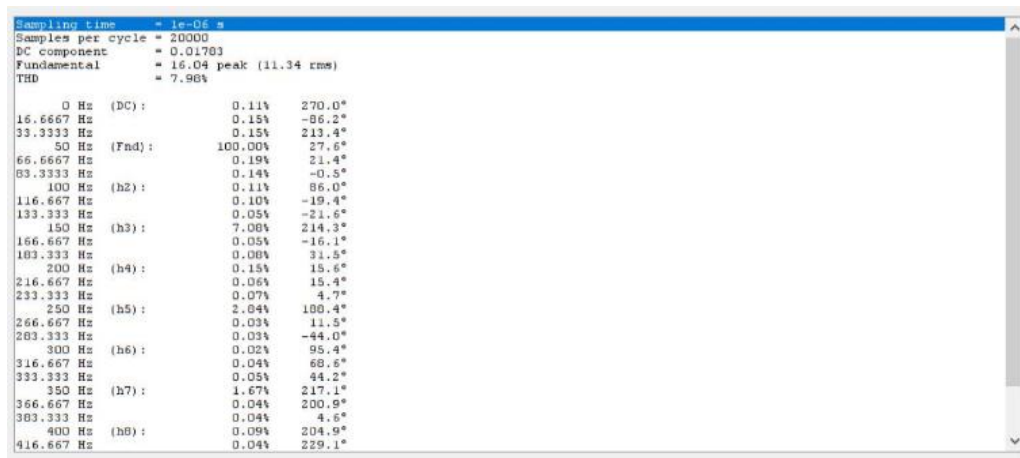 Sampling time = 1e-06 s
Samples per cycle = 20000
DC component = 0.01783
Fundamental = 16.04 peak (11.34 rms)
THD = 7.98%
0 Hz (DC): 0.11% 270.0°
16.6667 Hz 0.15% -86.2°
33.3333 Hz 0.15% 213.4°
50 Hz (Fnd): 100.00% 27.6°
66.6667 Hz 0.19% 21.4°
83.3333 Hz 0.14% -0.5°
100 Hz (h2): 0.11% 86.0°
116.667 Hz 0.10% -19.4°
133.333 Hz 0.05% -21.6°
150 Hz (h3): 7.08% 214.3°
166.667 Hz 0.05% -16.1°
183.333 Hz 0.08% 31.5°
200 Hz (h4): 0.15% 15.6°
216.667 Hz 0.06% 15.4°
233.333 Hz 0.07% 4.7°
250 Hz (h5): 2.84% 188.4°
266.667 Hz 0.03% 11.5°
283.333 Hz 0.03% -44.0°
300 Hz (h6): 0.02% 95.4°
316.667 Hz 0.04% 68.6°
333.333 Hz 0.05% 44.2°
350 Hz (h7): 1.67% 217.1°
366.667 Hz 0.04% 200.9°
383.333 Hz 0.04% 4.6°
400 Hz (h8): 0.09% 204.9°
416.667 Hz 0.04% 229.1°